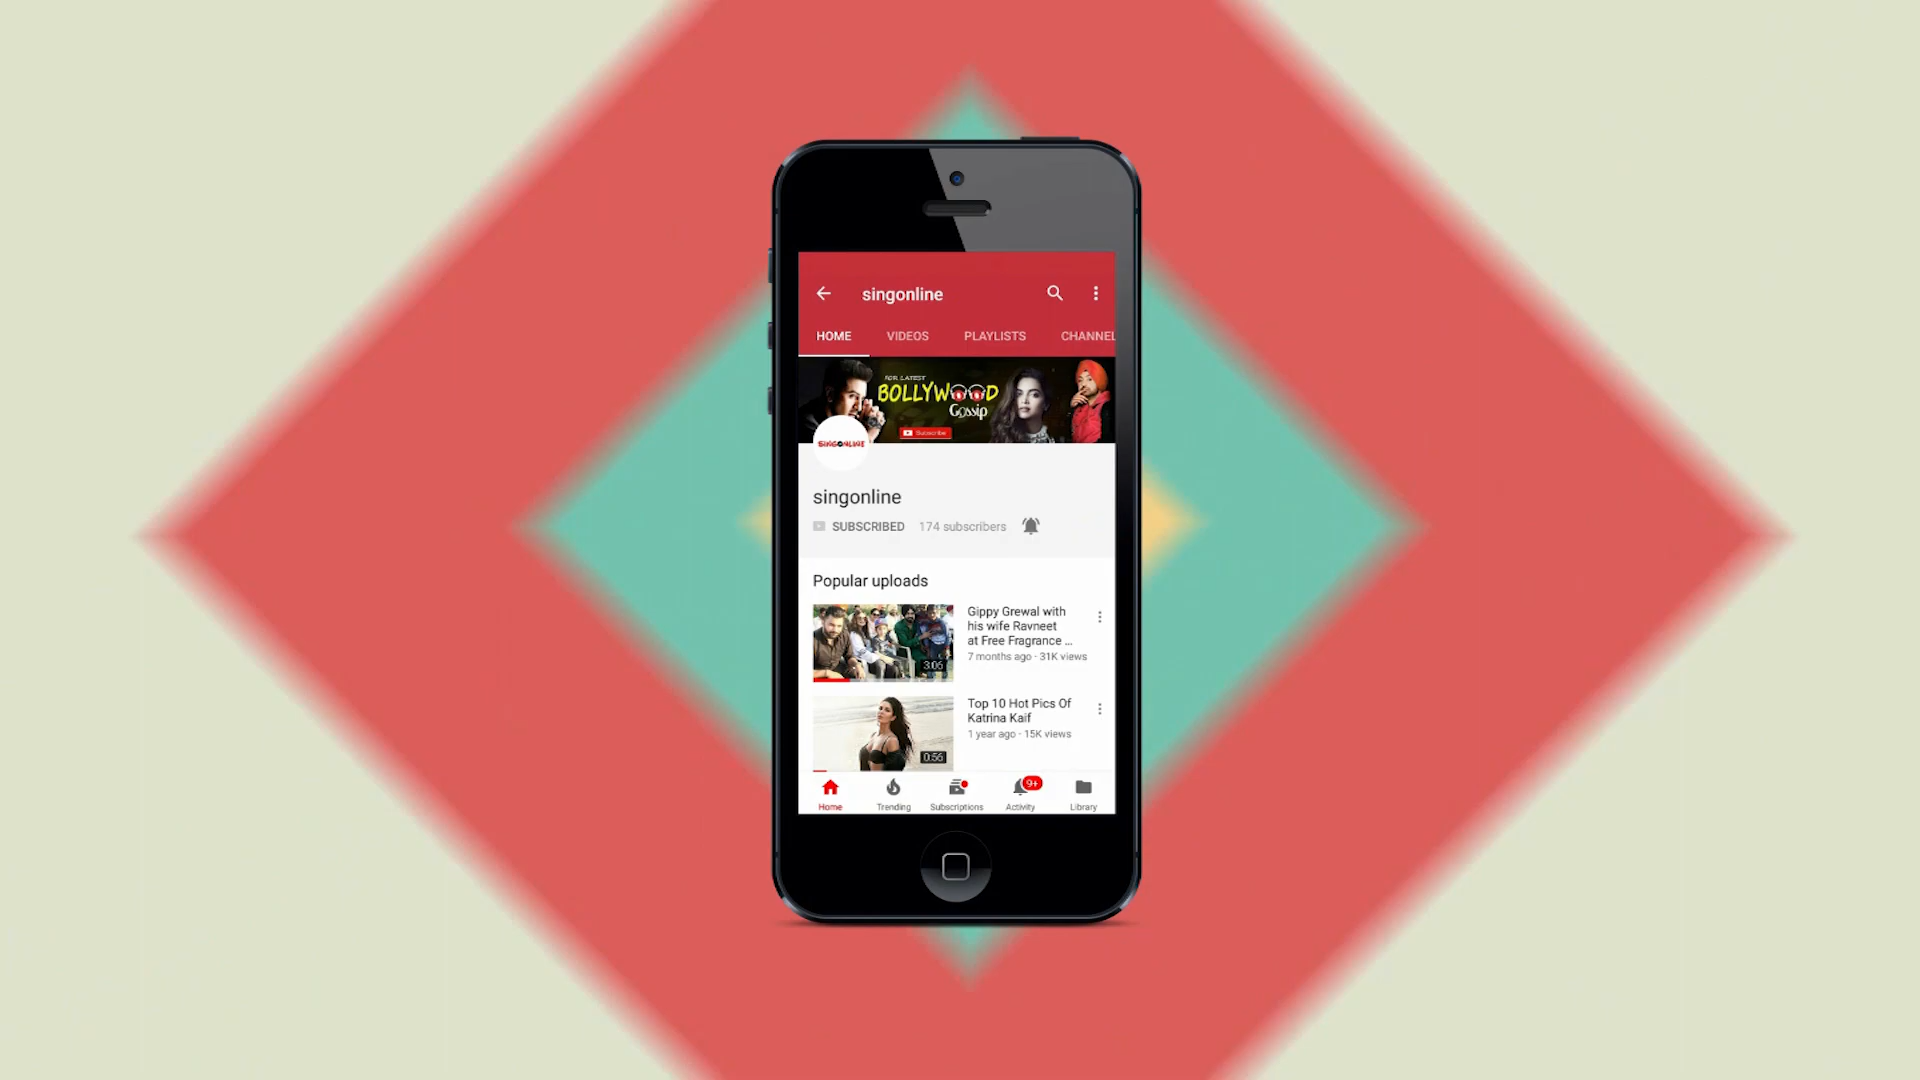 singonline
HOME VIDEOS PLAYLISTS CHANNEL
FOR LATEST
BOLLYWOOD
Gossip
Subscribe
SINGONLINE
singonline
SUBSCRIBED 174 subscribers
Popular uploads
Gippy Grewal with
his wife Ravneet
at Free Fragrance ...
7 months ago · 31K views
3:06
Top 10 Hot Pics Of
Katrina Kaif
1 year ago · 15K views
0:56
9+
Home Trending Subscriptions Activity Library